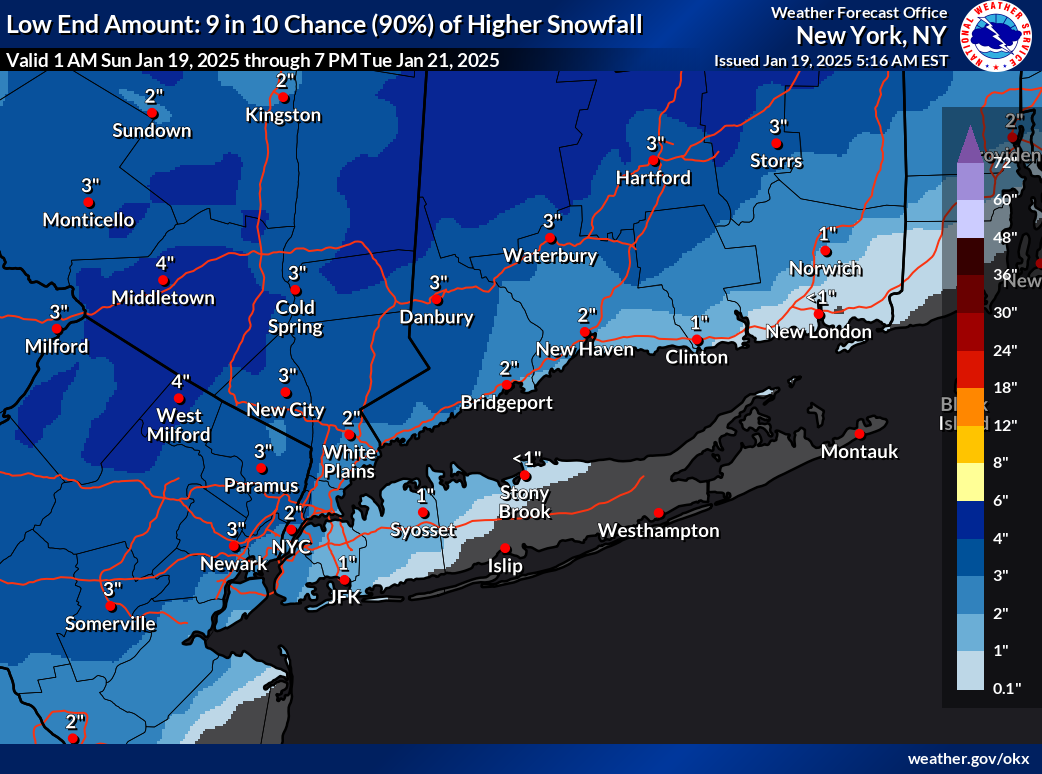 Low End Amount: 9 in 10 Chance (90%) of Higher Snowfall
Weather Forecast Office
New York, NY
NATIONAL WEATHER SERVICE
Valid 1 AM Sun Jan 19, 2025 through 7 PM Tue Jan 21, 2025
Issued Jan 19, 2025 5:16 AM EST
2"
Kingston
2"
Sundown
3"
Hartford
3"
Storrs
2"
3"
Monticello
3"
Waterbury
1"
Norwich
4"
Middletown
3"
Cold
Spring
3"
Danbury
<1"
New London
3"
Milford
2"
New Haven
1"
Clinton
4"
West
Milford
3"
New City
2"
Bridgeport
2"
White
Plains
Montauk
3"
Paramus
<1"
Stony
Brook
1"
Syosset
2"
NYC
3"
Newark
Westhampton
Islip
1"
JFK
3"
Somerville
2"
72"
60"
48"
36"
30"
24"
18"
12"
8"
6"
4"
3"
2"
1"
0.1"
weather.gov/okx